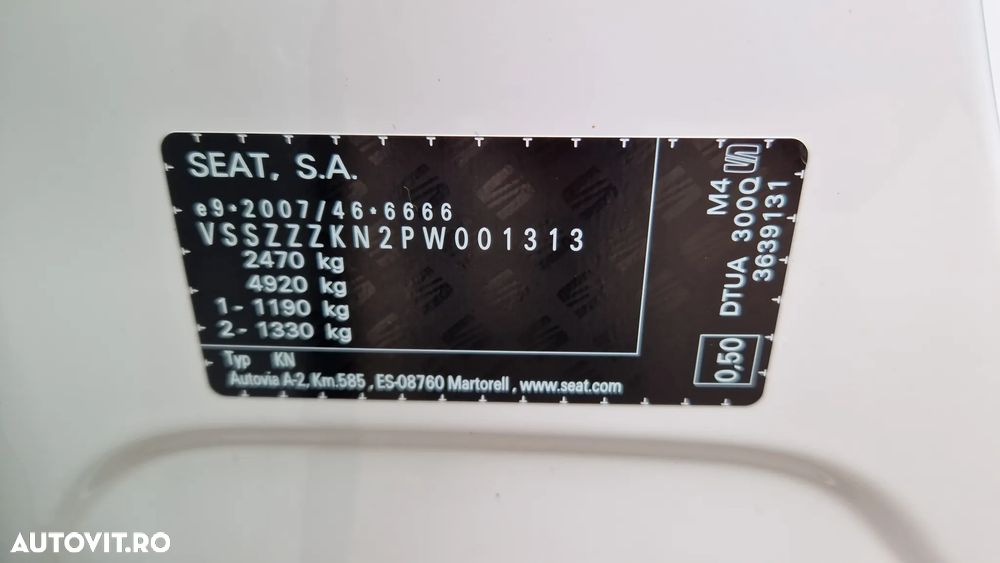 SEAT, S.A.
e9*2007/46*6666
VSSZZZKN2PW001313
2470 kg
4920 kg
1- 1190 kg
2- 1330 kg
Typ KN
Autovia A-2, Km.585 , ES-08760 Martorell , www.seat.com
M4
DTUA 300Q
3639131
0,50
AUTOVIT.RO